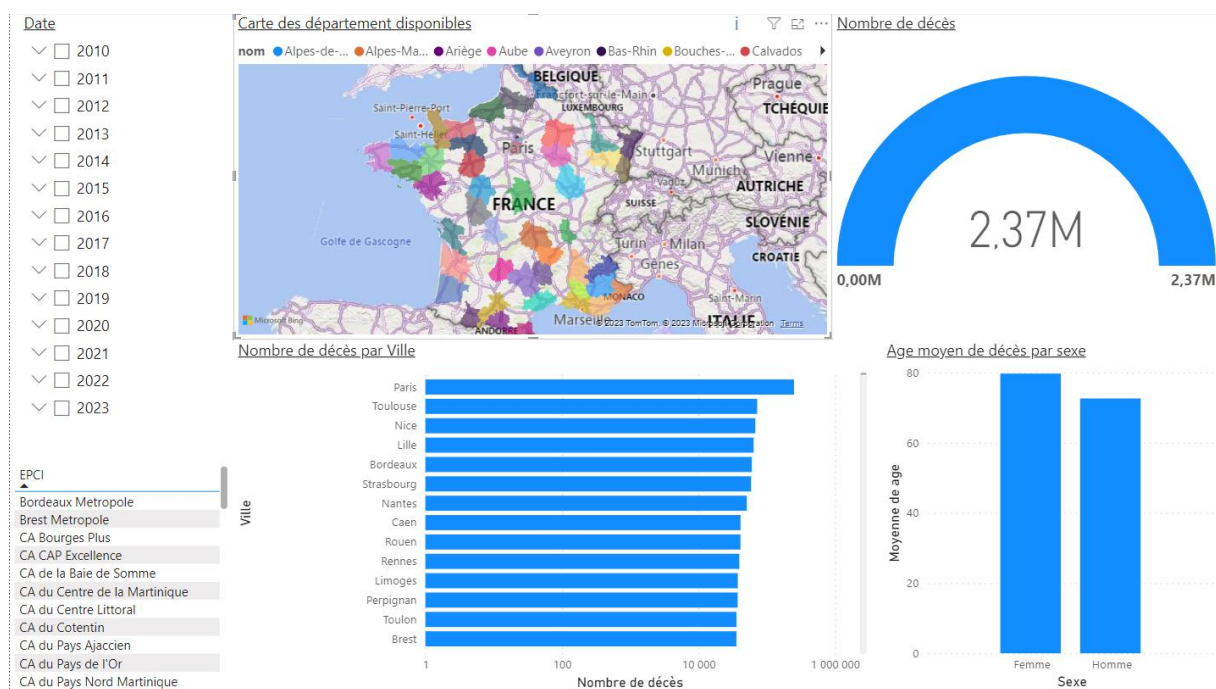 Date
2010
2011
2012
2013
2014
2015
2016
2017
2018
2019
2020
2021
2022
2023
EPCI
Bordeaux Metropole
Brest Metropole
CA Bourges Plus
CA CAP Excellence
CA de la Baie de Somme
CA du Centre de la Martinique
CA du Centre Littoral
CA du Cotentin
CA du Pays Ajaccien
CA du Pays de l'Or
CA du Pays Nord Martinique
Carte des département disponibles
nom Alpes-de-... Alpes-Ma... Ariège Aube Aveyron Bas-Rhin Bouches-... Calvados
BELGIQUE
Francfort-sur-le-Main
Prague
LUXEMBOURG
TCHÉQUIE
Saint-Pierre-Port
Saint-Hélier
Paris
Stuttgart
Munich
Vienne
Vaduz
AUTRICHE
FRANCE
SUISSE
SLOVÉNIE
Golfe de Gascogne
Turin
Milan
CROATIE
Gênes
MONACO
Saint-Marin
Marseille
ITALIE
ANDORRE
Microsoft Bing
© 2023 TomTom, © 2023 Microsoft Corporation Terms
Nombre de décès
2,37M
0,00M
2,37M
Nombre de décès par Ville
Ville
Paris
Toulouse
Nice
Lille
Bordeaux
Strasbourg
Nantes
Caen
Rouen
Rennes
Limoges
Perpignan
Toulon
Brest
1
100
10 000
1 000 000
Nombre de décès
Age moyen de décès par sexe
Moyenne de age
80
60
40
20
0
Femme
Homme
Sexe